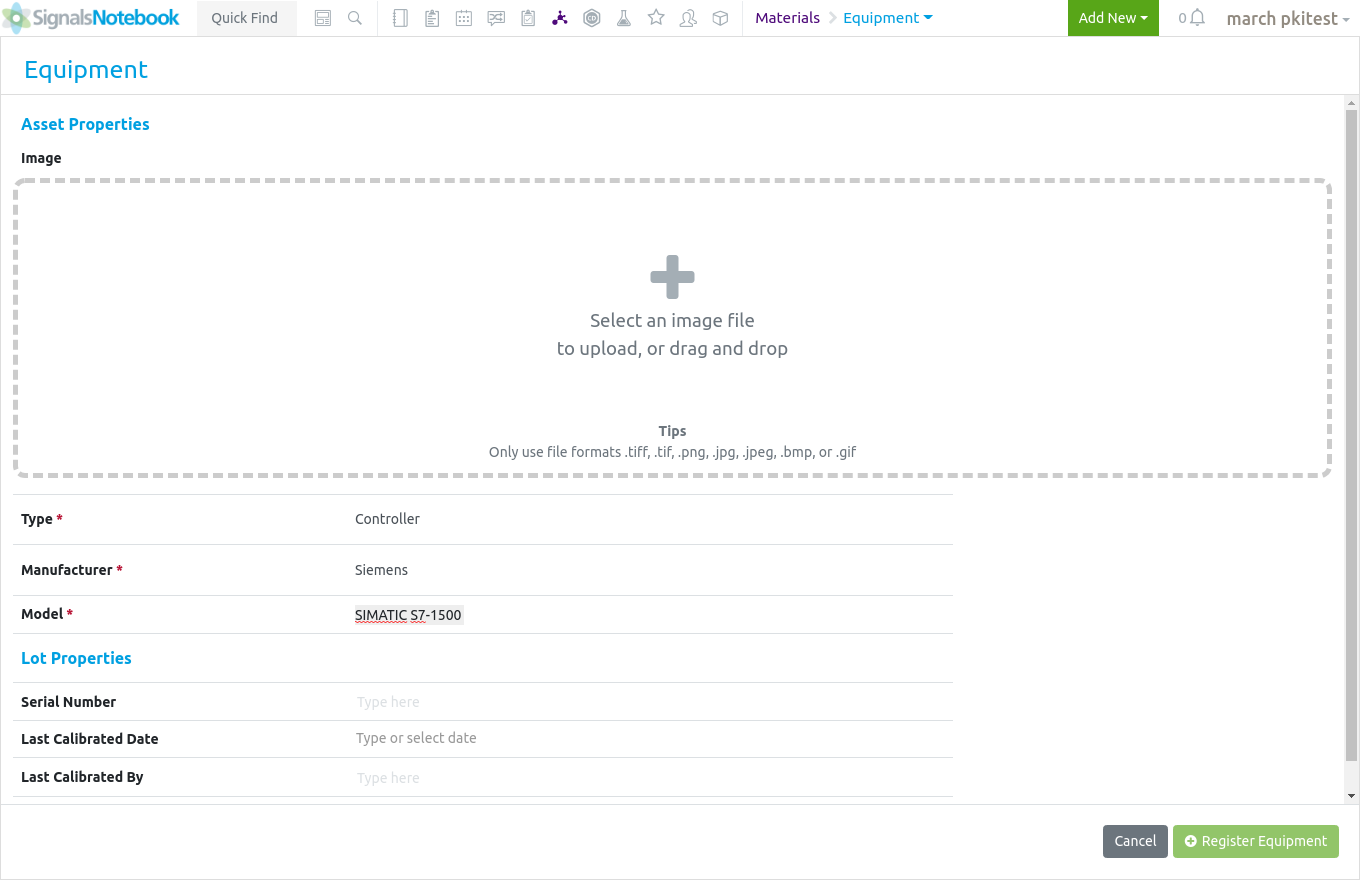 SignalsNotebook Quick Find Materials Equipment Add New 0 march pkitest
Equipment
Asset Properties
Image
Select an image file
to upload, or drag and drop
Tips
Only use file formats .tiff, .tif, .png, .jpg, .jpeg, .bmp, or .gif
Type * Controller
Manufacturer * Siemens
Model * SIMATIC S7-1500
Lot Properties
Serial Number Type here
Last Calibrated Date Type or select date
Last Calibrated By Type here
Cancel Register Equipment